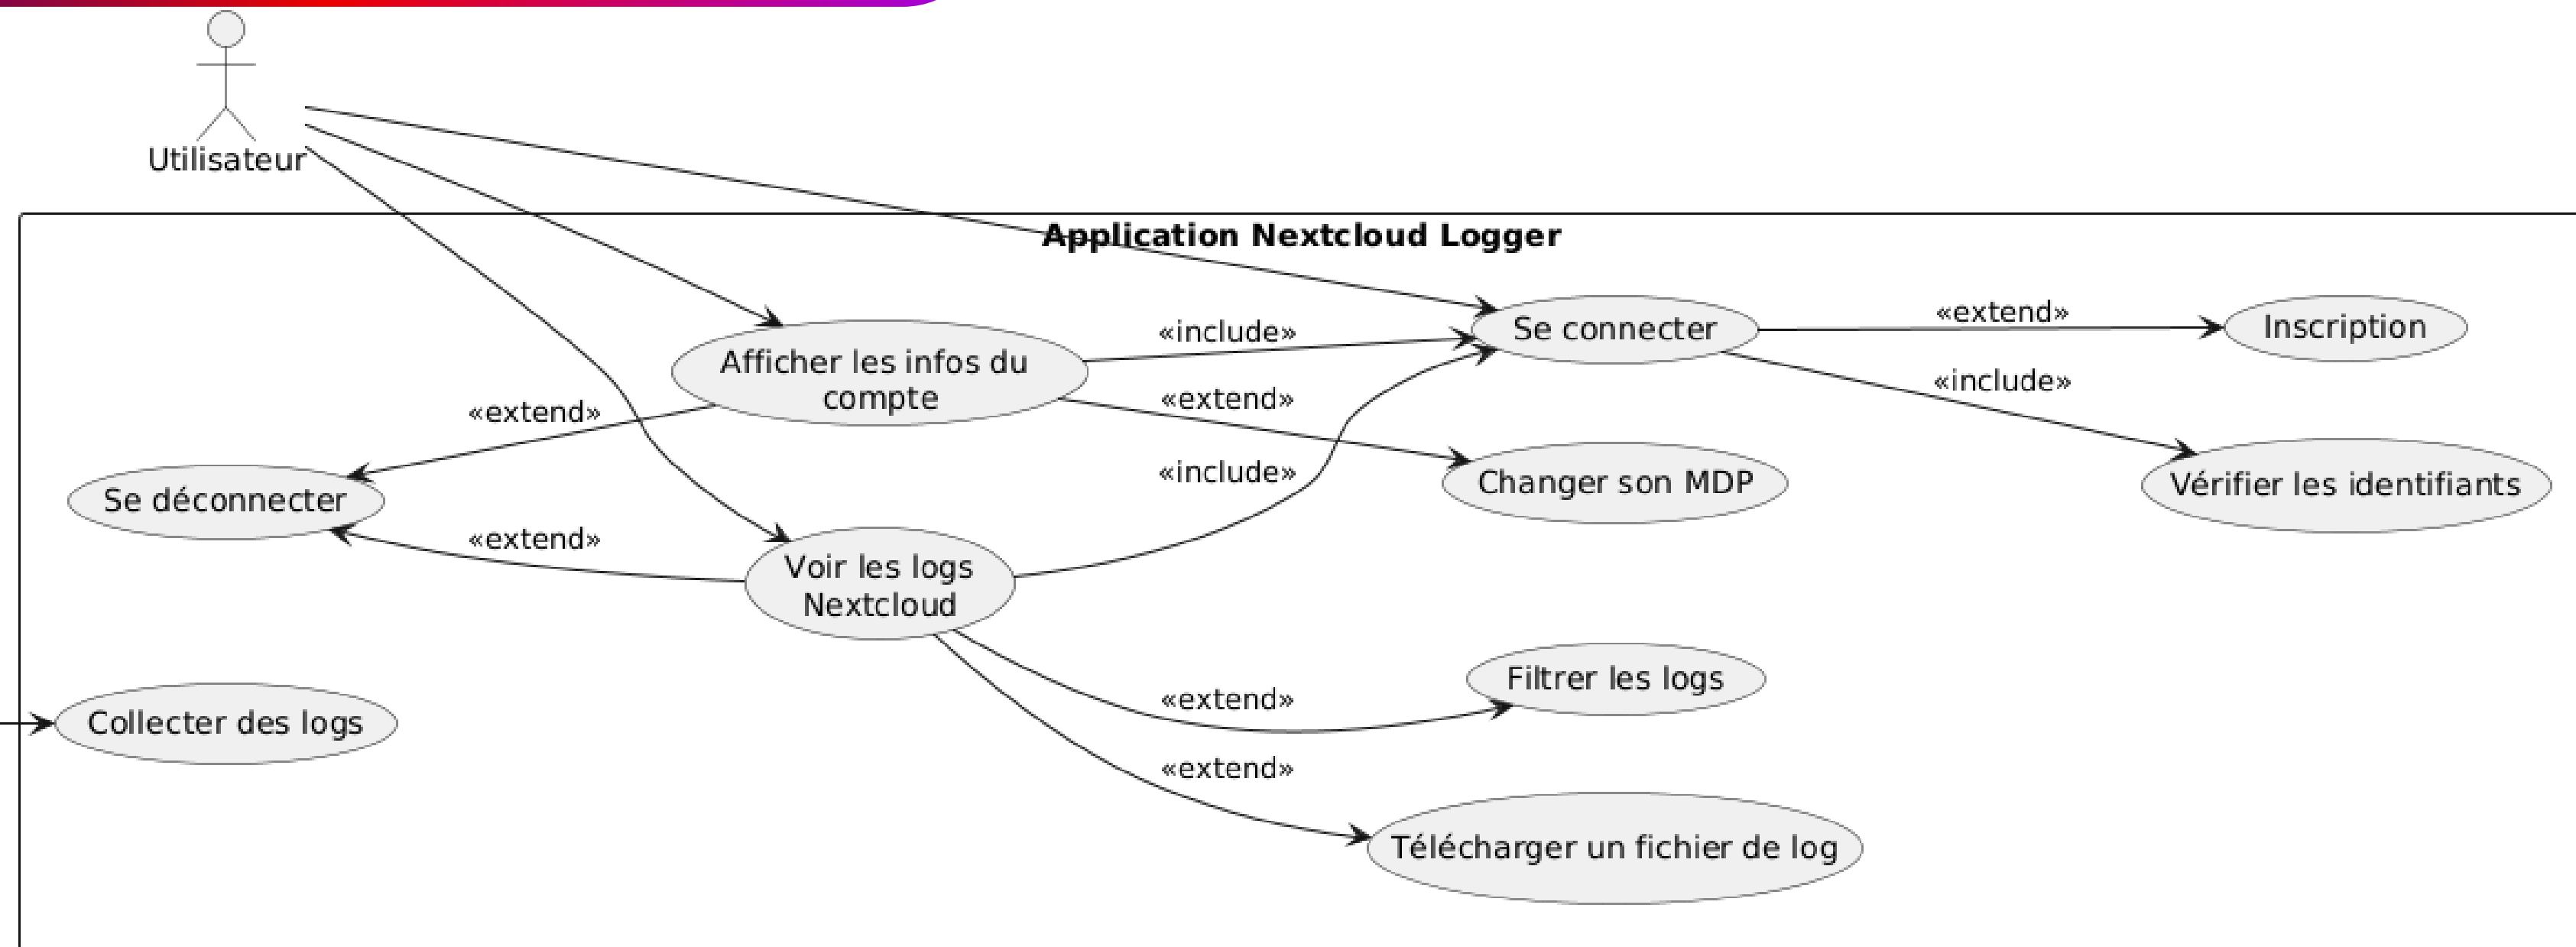 Utilisateur
Application Nextcloud Logger
«extend»
Inscription
«include»
Se connecter
Afficher les infos du
compte
«include»
«extend»
«extend»
Vérifier les identifiants
Changer son MDP
Se déconnecter
«include»
«extend»
Voir les logs
Nextcloud
Filtrer les logs
«extend»
Collecter des logs
«extend»
Télécharger un fichier de log